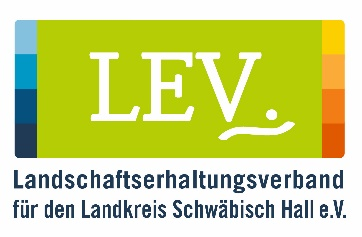 LEV.
Landschaftserhaltungsverband
für den Landkreis Schwäbisch Hall e.V.